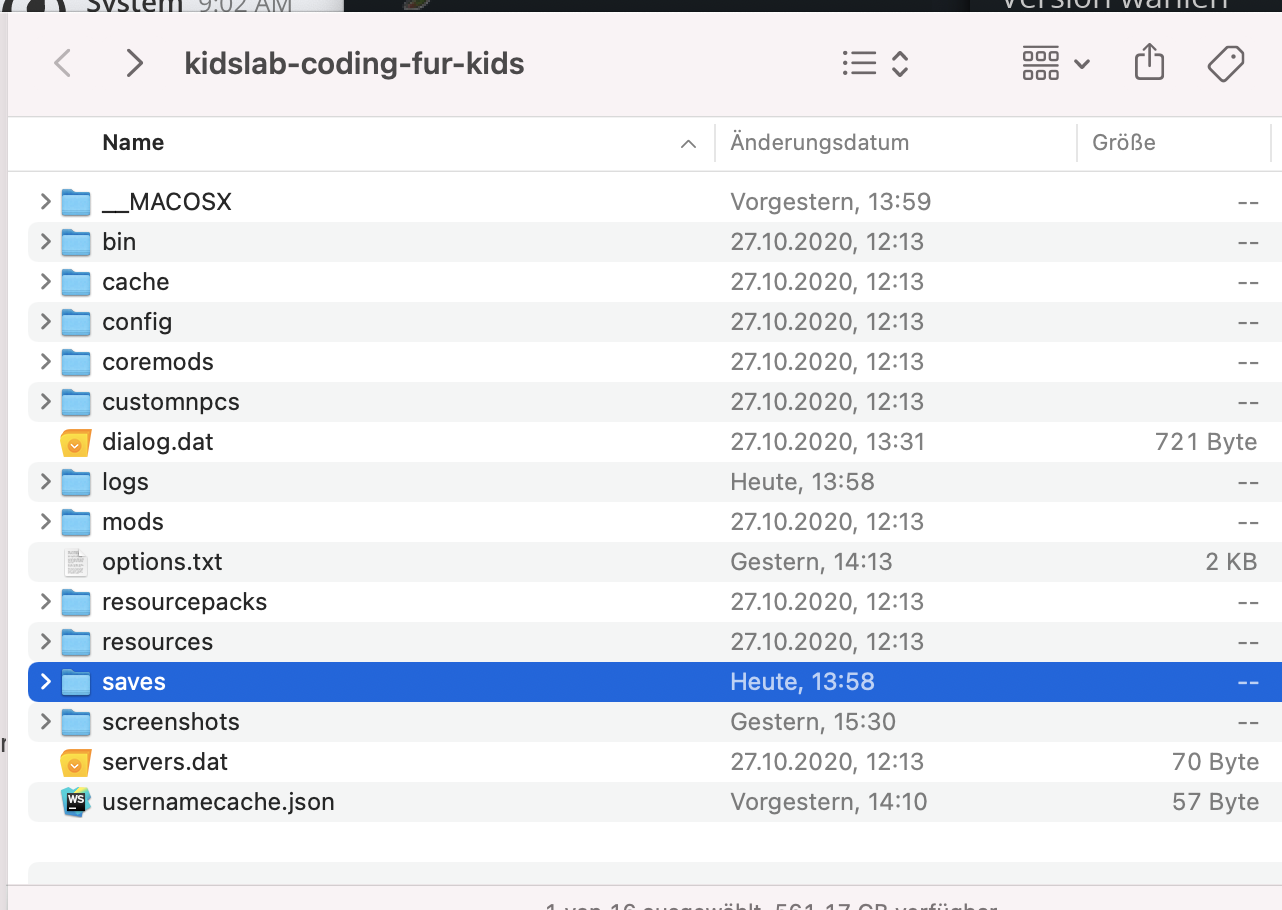 System 9:02 AM
Version wählen
kidslab-coding-fur-kids
Name Änderungsdatum Größe
__MACOSX Vorgestern, 13:59 --
bin 27.10.2020, 12:13 --
cache 27.10.2020, 12:13 --
config 27.10.2020, 12:13 --
coremods 27.10.2020, 12:13 --
customnpcs 27.10.2020, 12:13 --
dialog.dat 27.10.2020, 13:31 721 Byte
logs Heute, 13:58 --
mods 27.10.2020, 12:13 --
options.txt Gestern, 14:13 2 KB
resourcepacks 27.10.2020, 12:13 --
resources 27.10.2020, 12:13 --
saves Heute, 13:58 --
screenshots Gestern, 15:30 --
servers.dat 27.10.2020, 12:13 70 Byte
WS usernamecache.json Vorgestern, 14:10 57 Byte
1 von 16 ausgewählt, 561,17 GB verfügbar